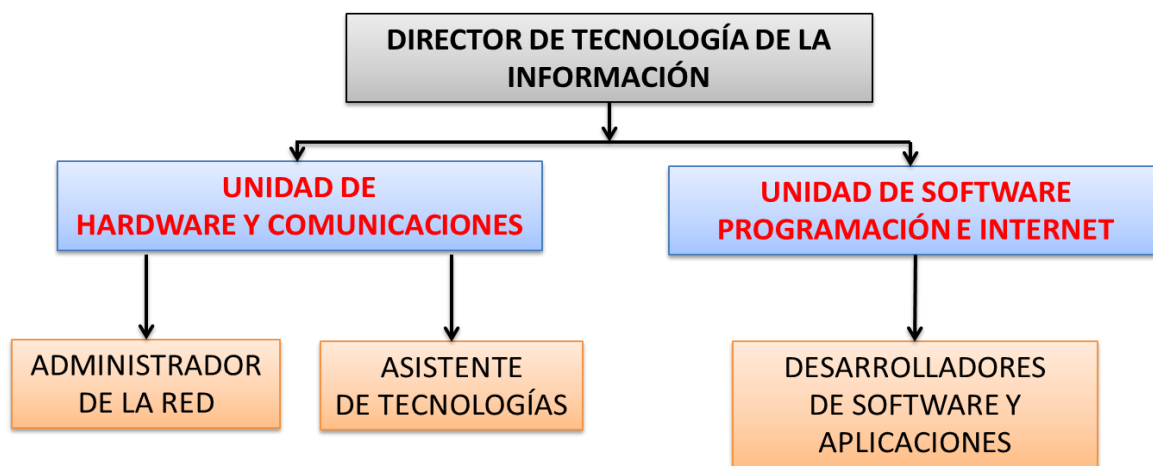 DIRECTOR DE TECNOLOGÍA DE LA
INFORMACIÓN
UNIDAD DE
HARDWARE Y COMUNICACIONES
UNIDAD DE SOFTWARE
PROGRAMACIÓN E INTERNET
ADMINISTRADOR
DE LA RED
ASISTENTE
DE TECNOLOGÍAS
DESARROLLADORES
DE SOFTWARE Y
APLICACIONES